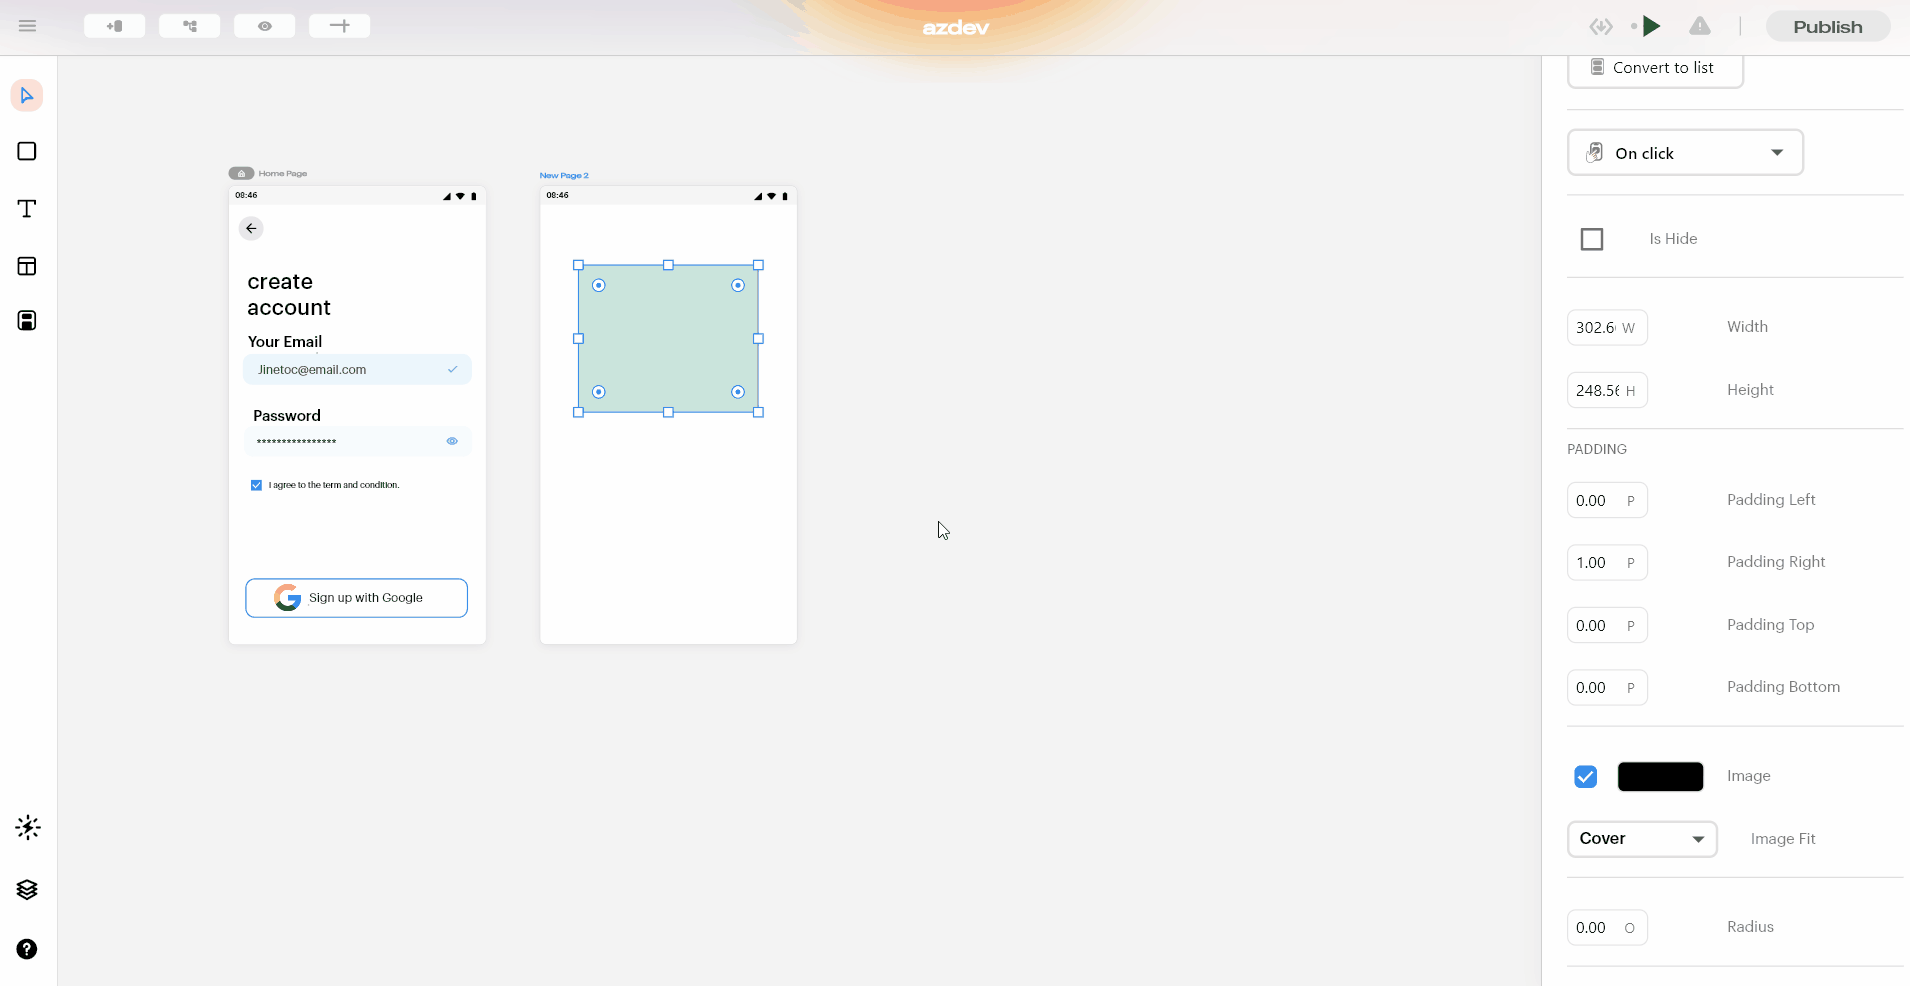 azdev
Publish
Convert to list
On click
Is Hide
302.6 W
Width
248.56 H
Height
PADDING
0.00 P
Padding Left
1.00 P
Padding Right
0.00 P
Padding Top
0.00 P
Padding Bottom
Image
Cover
Image Fit
0.00 O
Radius
Home Page
08:46
create
account
Your Email
Jinetoc@email.com
Password
****************
I agree to the term and condition.
Sign up with Google
New Page 2
08:46